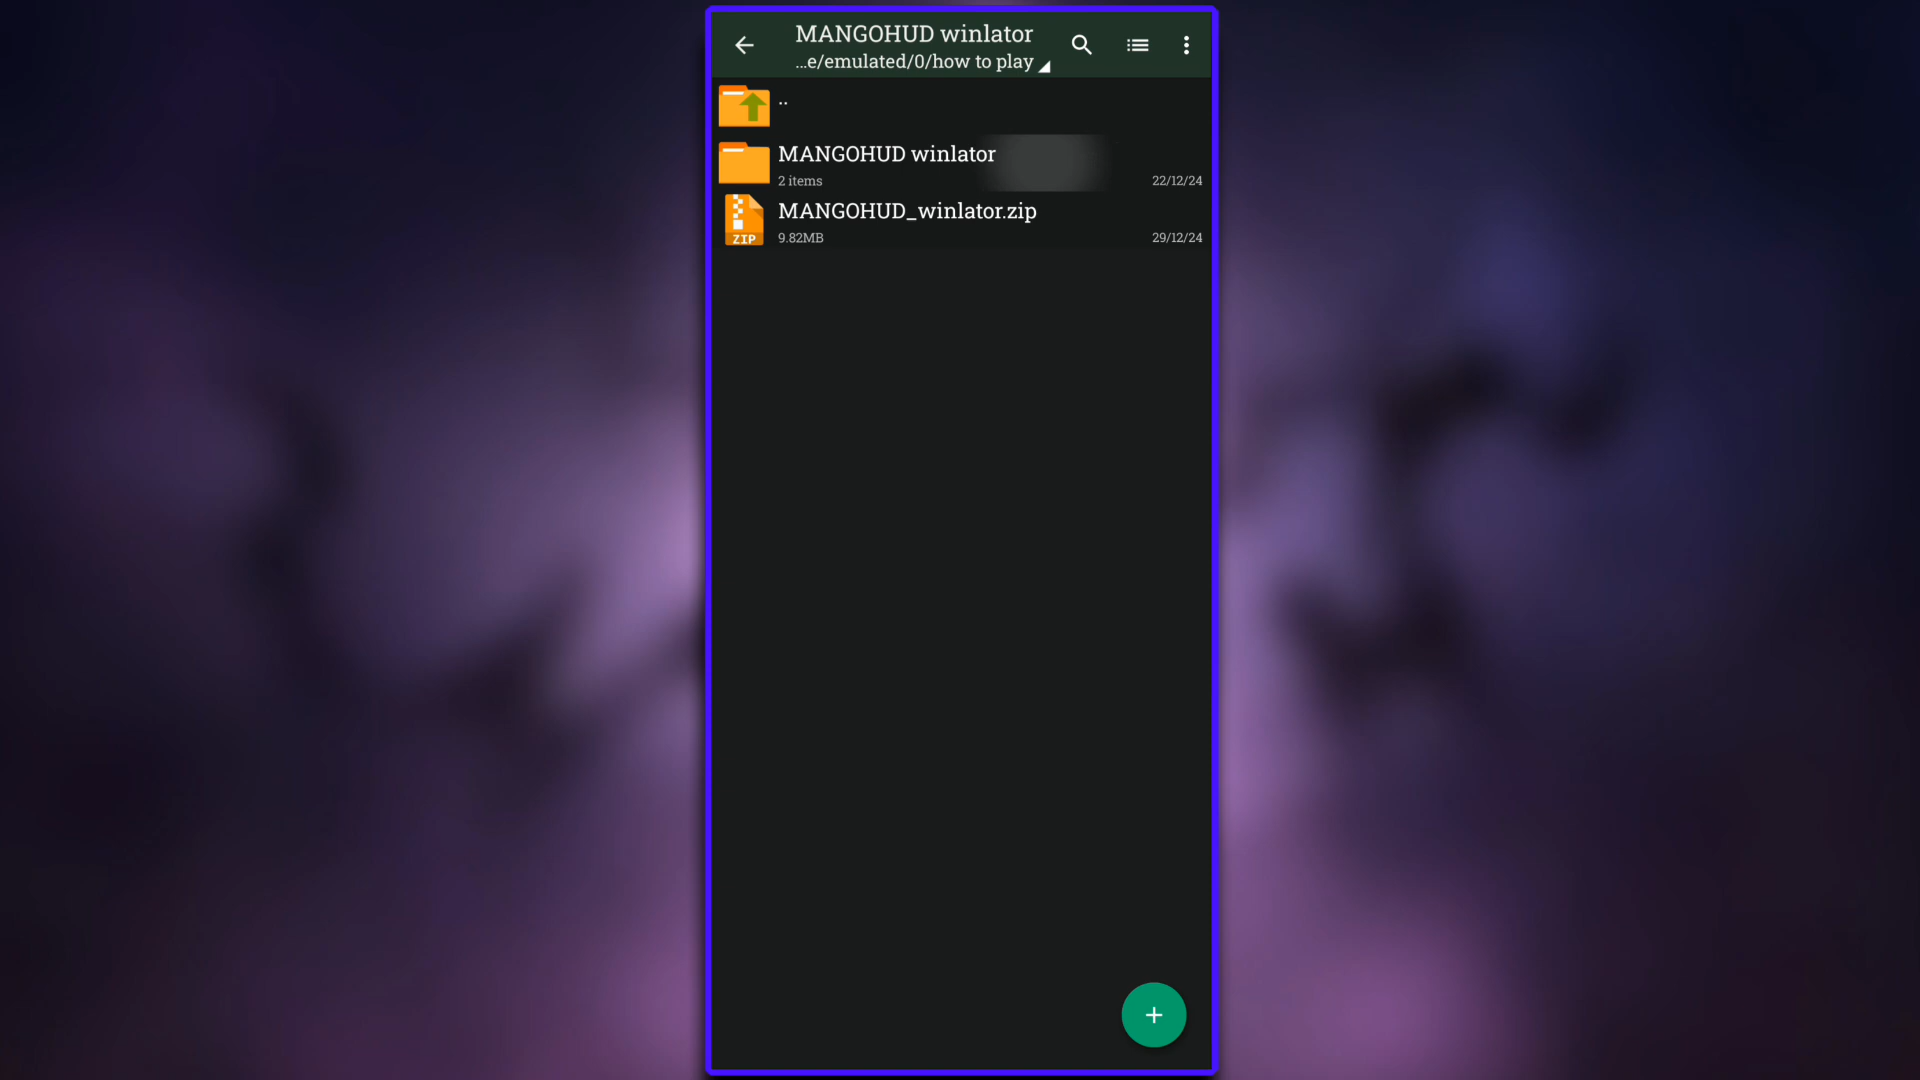 MANGOHUD winlator
...e/emulated/0/how to play
..
MANGOHUD winlator
2 items
22/12/24
MANGOHUD_winlator.zip
ZIP
9.82MB
29/12/24